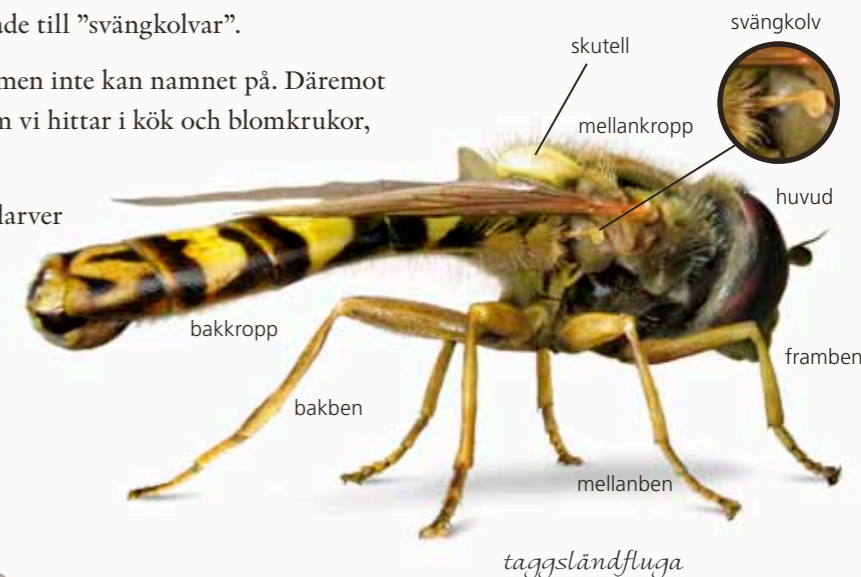 de till ”svängkolvar”.
men inte kan namnet på. Däremot
m vi hittar i kök och blomkrukor,
larver
svängkolv
skutell
mellankropp
huvud
bakkropp
framben
bakben
mellanben
taggsländfluga